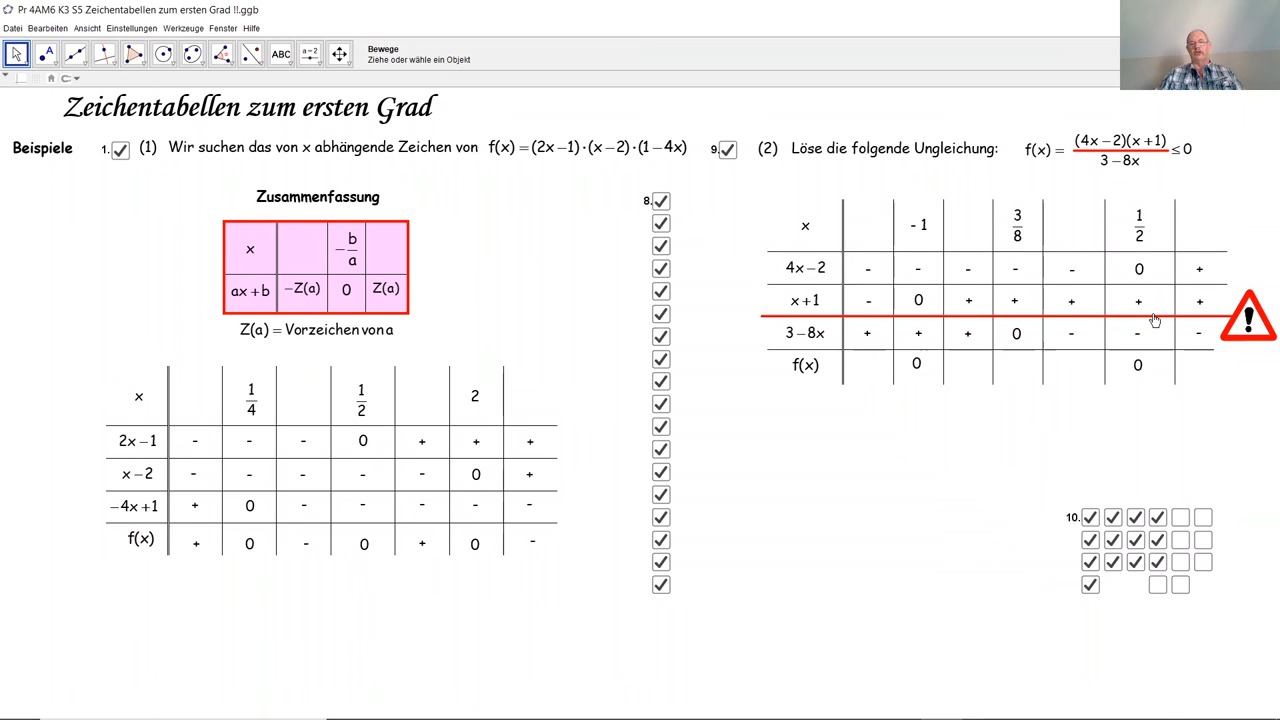 Pr 4AM6 K3 S5 Zeichentabellen zum ersten Grad !!.ggb
Datei Bearbeiten Ansicht Einstellungen Werkzeuge Fenster Hilfe
A ABC a=2
Bewege
Ziehe oder wähle ein Objekt
Zeichentabellen zum ersten Grad
Beispiele 1. (1) Wir suchen das von x abhängende Zeichen von f(x)=(2x−1)·(x−2)·(1−4x)
Zusammenfassung
x −b/a
ax+b −Z(a) 0 Z(a)
Z(a) = Vorzeichen von a
x 1/4 1/2 2
2x−1 - - - 0 + + +
x−2 - - - - - 0 +
−4x+1 + 0 - - - - -
f(x) + 0 - 0 + 0 -
8.
9. (2) Löse die folgende Ungleichung: f(x) = (4x−2)(x+1)/3−8x ≤ 0
x -1 3/8 1/2
4x−2 - - - - - 0 +
x+1 - 0 + + + + +
3−8x + + + 0 - - -
f(x) 0 0
!
10.